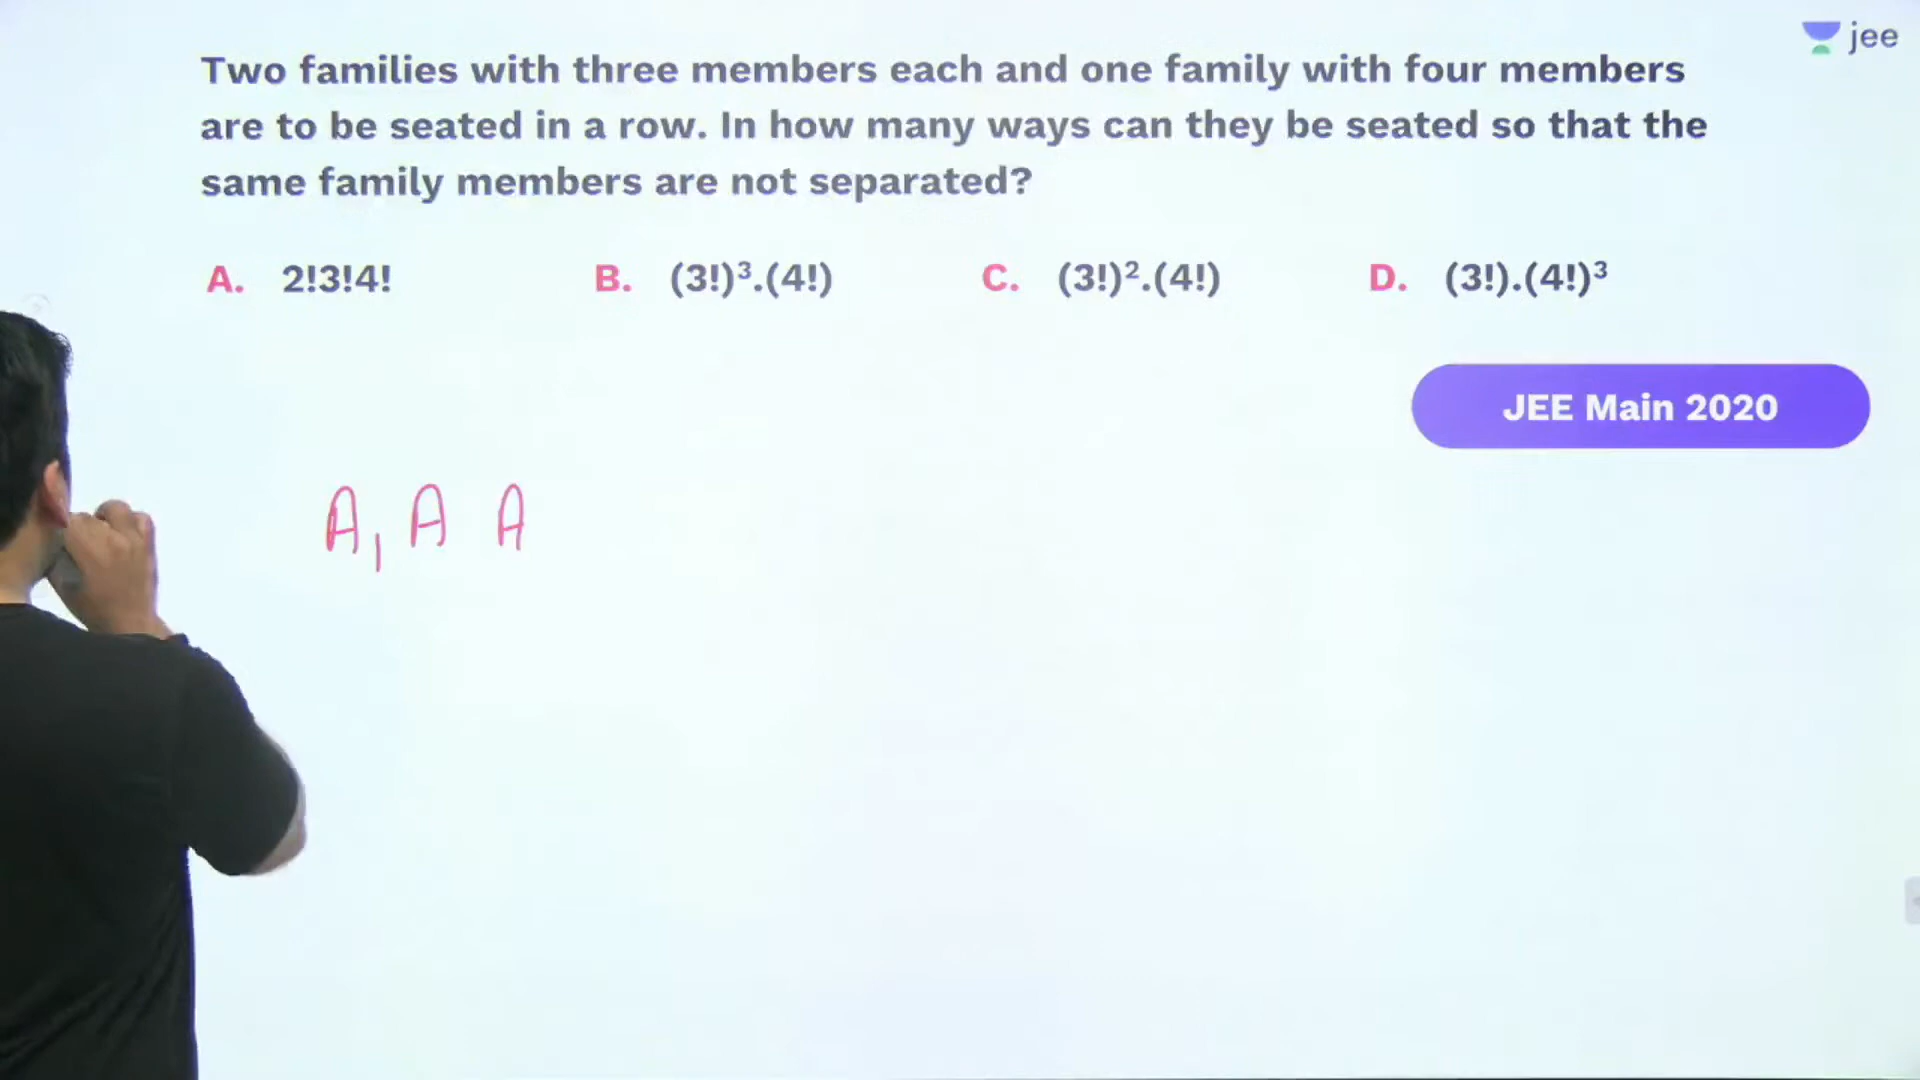 jee
Two families with three members each and one family with four members
are to be seated in a row. In how many ways can they be seated so that the
same family members are not separated?
A. 2!3!4! B. (3!)³.(4!) C. (3!)².(4!) D. (3!).(4!)³
JEE Main 2020
A₁ A A